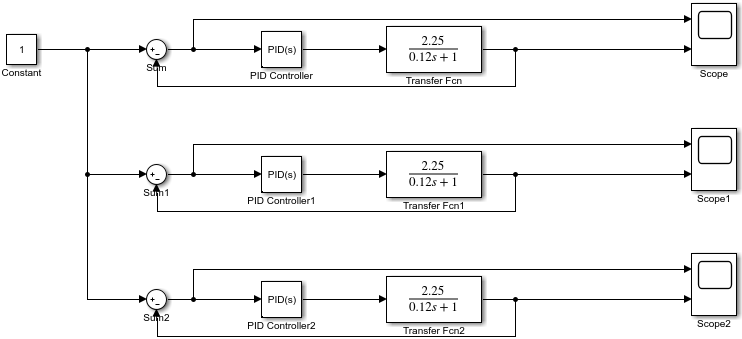 1
Constant
+
-
Sum
PID(s)
PID Controller
2.25
0.12s + 1
Transfer Fcn
Scope
+
-
Sum1
PID(s)
PID Controller1
2.25
0.12s + 1
Transfer Fcn1
Scope1
+
-
Sum2
PID(s)
PID Controller2
2.25
0.12s + 1
Transfer Fcn2
Scope2